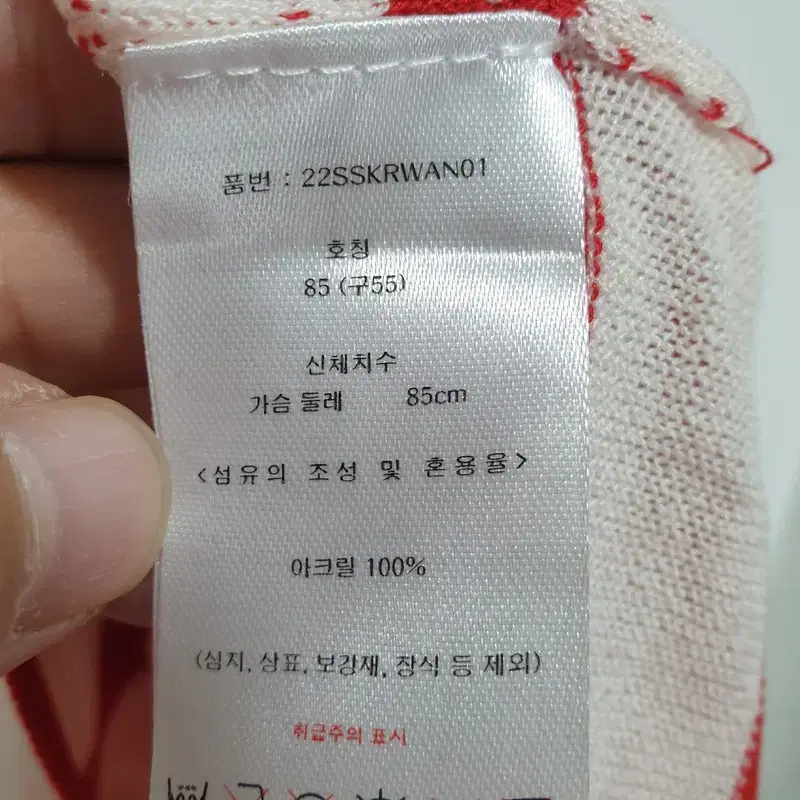 품번 : 22SSKRWAN01
호칭
85 (구55)
신체치수
가슴 둘레 85cm
<섬유의 조성 및 혼용율>
아크릴 100%
(심지, 상표, 보강재, 장식 등 제외)
취급주의 표시